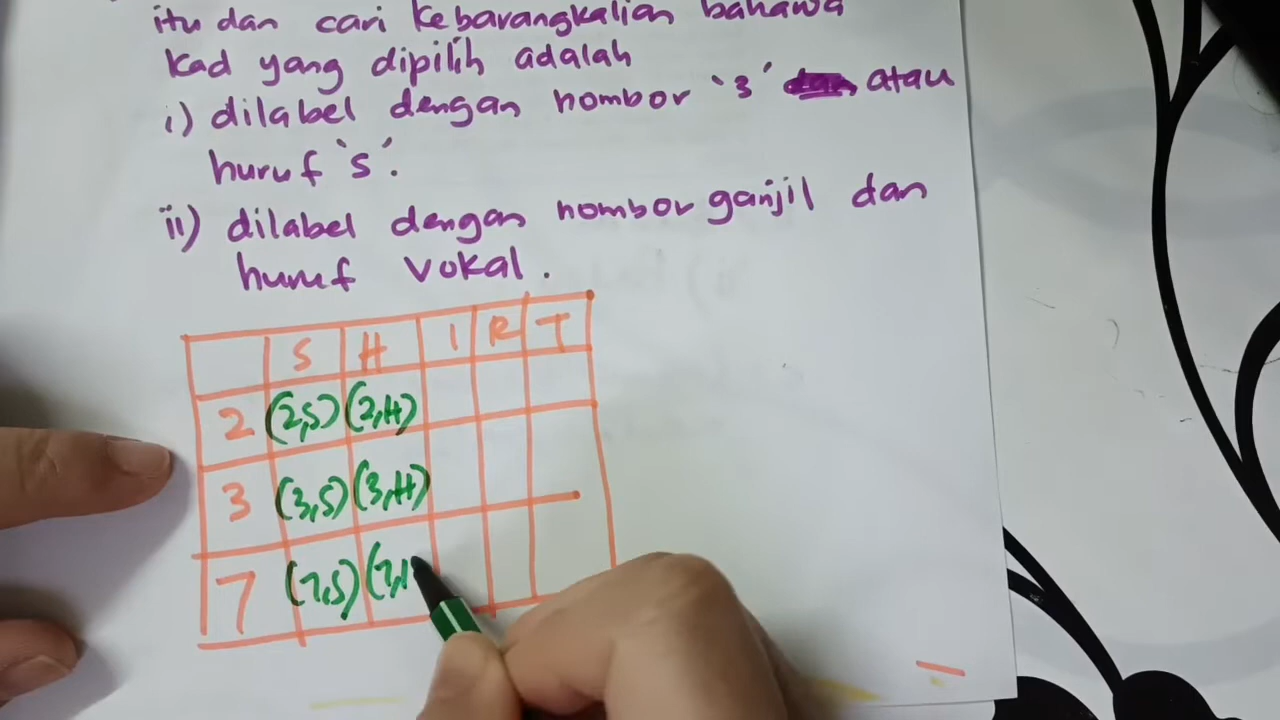 itu dan cari kebarangkalian bahawa
kad yang dipilih adalah
i) dilabel dengan nombor '3' atau
huruf 's'.
ii) dilabel dengan nombor ganjil dan
huruf vokal.
S H I R T
2 (2,S) (2,H)
3 (3,S) (3,H)
7 (7,S) (7,